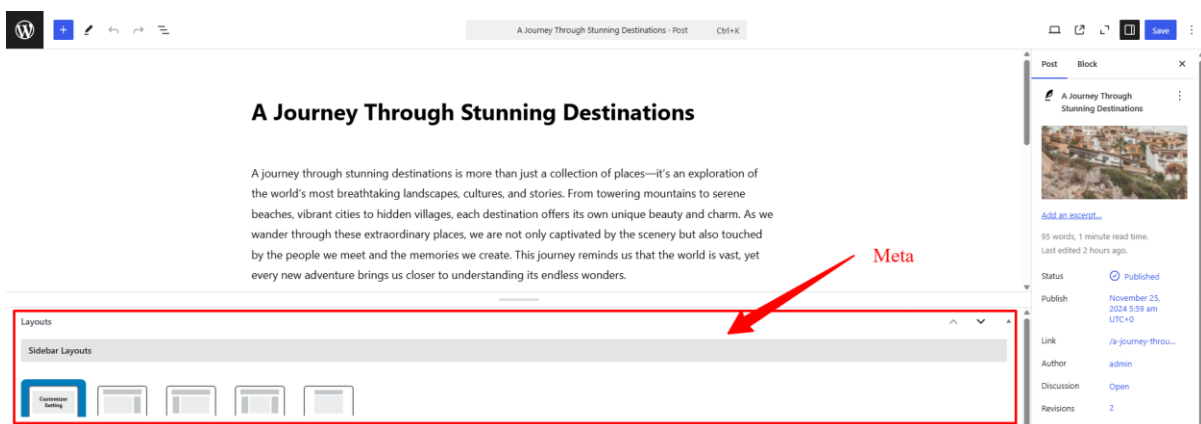 A Journey Through Stunning Destinations · Post Ctrl+K
Save
Post Block
A Journey Through
Stunning Destinations
Add an excerpt...
95 words, 1 minute read time.
Last edited 2 hours ago.
Status Published
Publish November 25,
2024 5:59 am
UTC+0
Link /a-journey-throu...
Author admin
Discussion Open
Revisions 2
A Journey Through Stunning Destinations
A journey through stunning destinations is more than just a collection of places—it's an exploration of
the world's most breathtaking landscapes, cultures, and stories. From towering mountains to serene
beaches, vibrant cities to hidden villages, each destination offers its own unique beauty and charm. As we
wander through these extraordinary places, we are not only captivated by the scenery but also touched
by the people we meet and the memories we create. This journey reminds us that the world is vast, yet
every new adventure brings us closer to understanding its endless wonders.
Meta
Layouts
Sidebar Layouts
Customizer
Setting